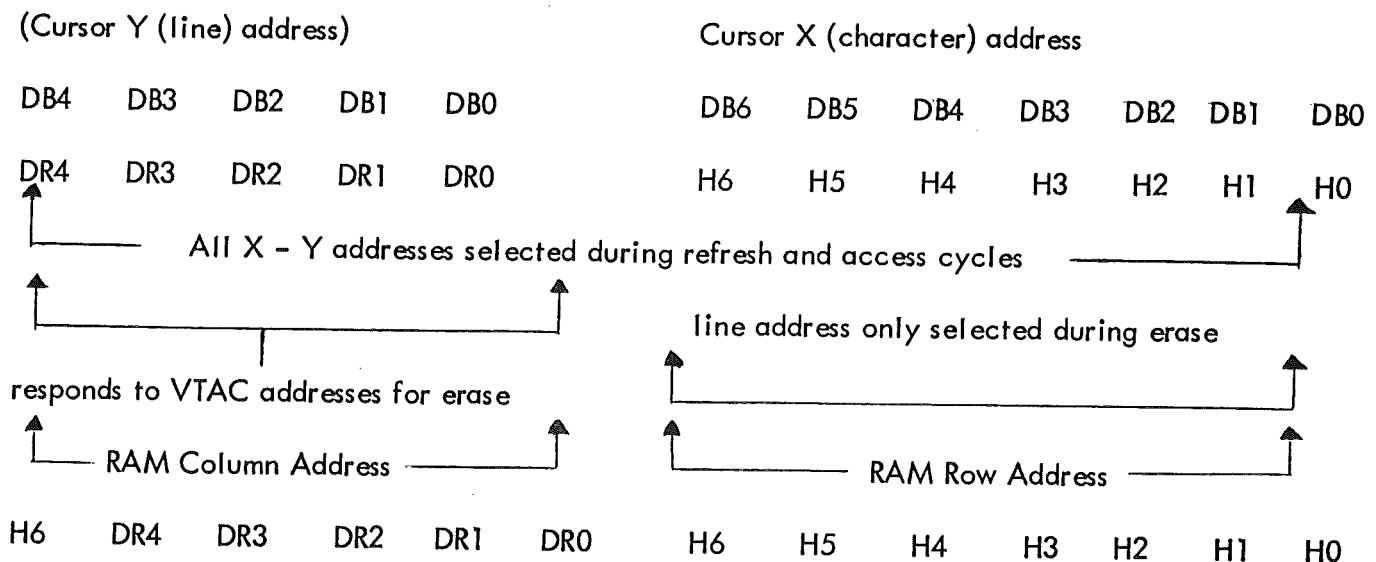 (Cursor Y (line) address)
Cursor X (character) address
DB4 DB3 DB2 DB1 DB0
DB6 DB5 DB4 DB3 DB2 DB1 DB0
DR4 DR3 DR2 DR1 DR0
H6 H5 H4 H3 H2 H1 H0
All X - Y addresses selected during refresh and access cycles
line address only selected during erase
responds to VTAC addresses for erase
RAM Column Address
RAM Row Address
H6 DR4 DR3 DR2 DR1 DR0
H6 H5 H4 H3 H2 H1 H0